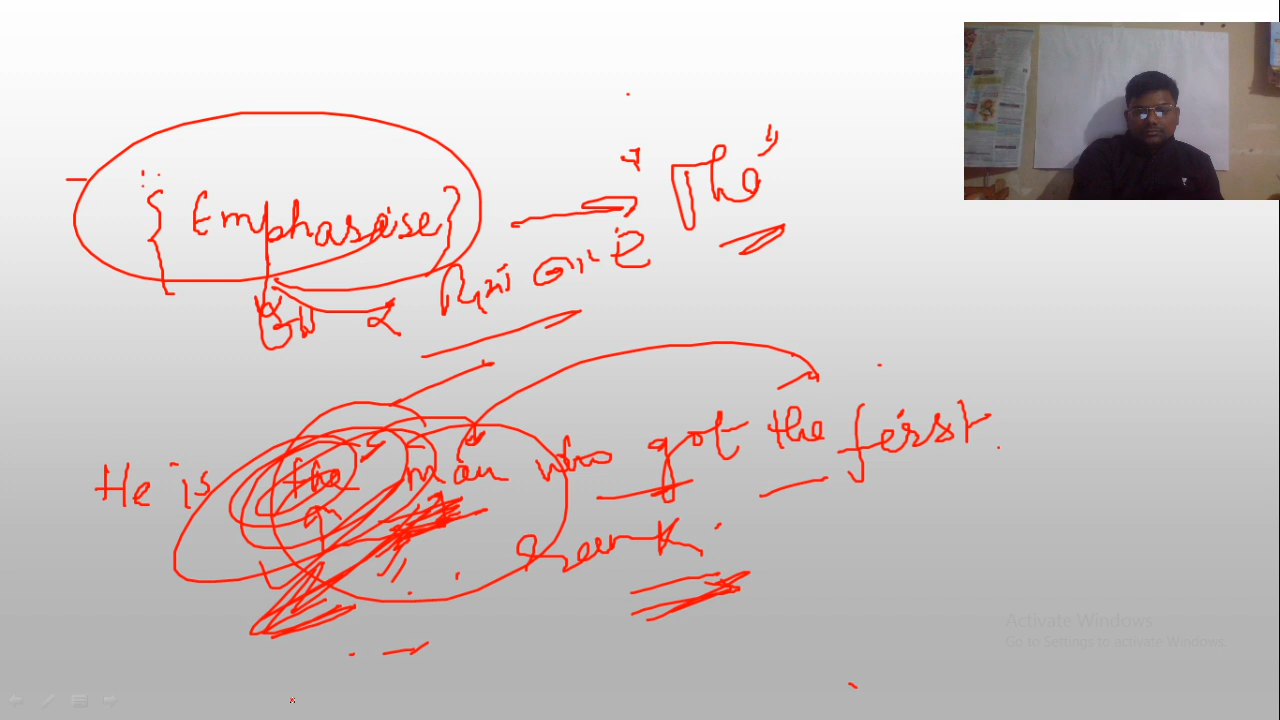 { Emphasise } → "The"
He is the man who got the first
rank.
Activate Windows
Go to Settings to activate Windows.